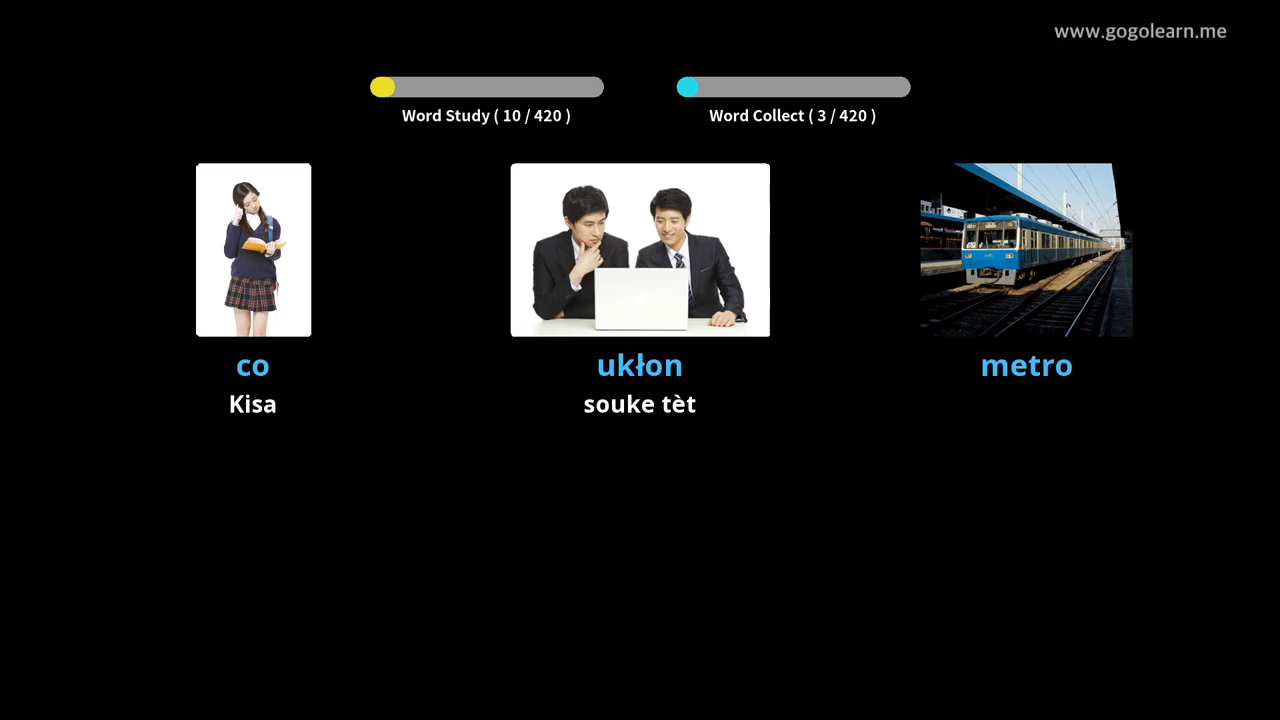 www.gogolearn.me
Word Study ( 10 / 420 )
Word Collect ( 3 / 420 )
co
ukłon
metro
Kisa
souke tèt